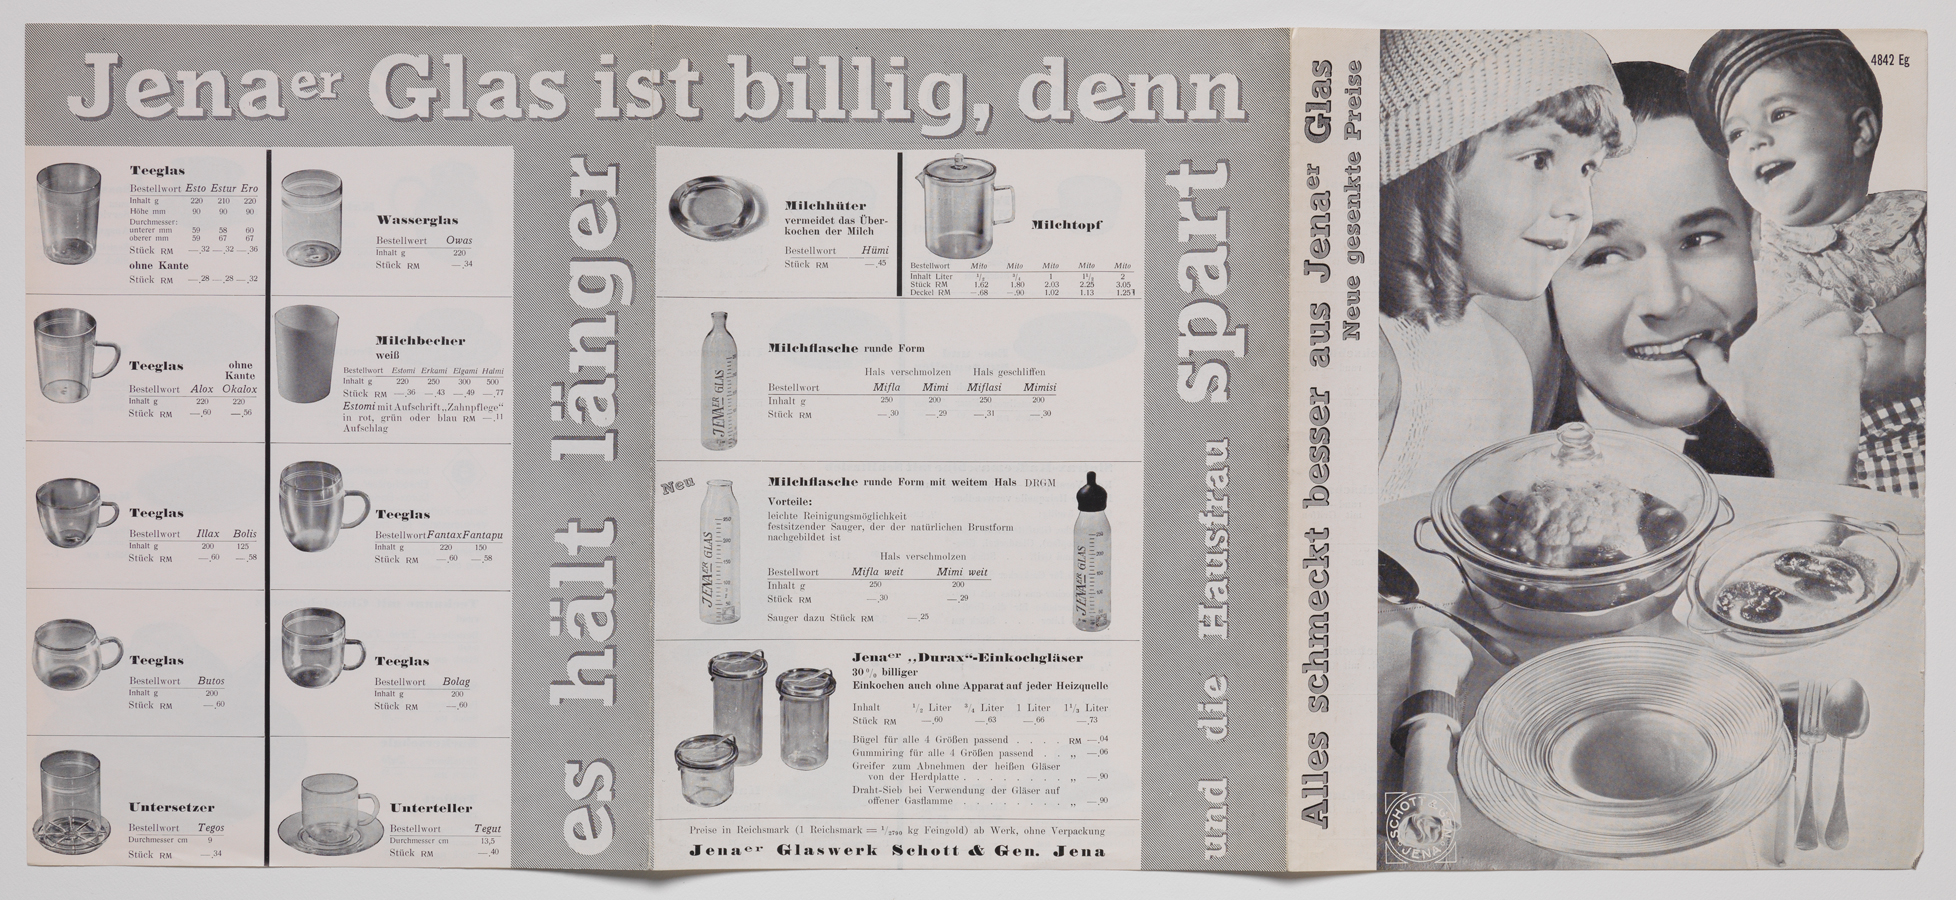 Jenaer Glas ist billig, denn
es hält länger
und die Hausfrau spart
Teeglas
Bestellwort Esto Estur Ero
Inhalt g 220 210 220
Höhe mm 90 90 90
Durchmesser:
unterer mm 59 58 60
oberer mm 59 67 67
Stück RM —.32 —.32 —.36
ohne Kante
Stück RM —.28 —.28 —.32
Wasserglas
Bestellwort Owas
Inhalt g 220
Stück RM —.34
Teeglas ohne
Kante
Bestellwort Alox Okalox
Inhalt g 220 220
Stück RM —.60 —.56
Milchbecher
weiß
Bestellwort Estomi Erkami Elgami Halmi
Inhalt g 220 250 300 500
Stück RM —.36 —.43 —.49 —.77
Estomi mit Aufschrift „Zahnpflege“
in rot, grün oder blau RM —.11
Aufschlag
Teeglas
Bestellwort Illax Bolis
Inhalt g 200 125
Stück RM —.60 —.58
Teeglas
Bestellwort Fantax Fantapu
Inhalt g 220 150
Stück RM —.60 —.58
Teeglas
Bestellwort Butos
Inhalt g 200
Stück RM —.60
Teeglas
Bestellwort Bolag
Inhalt g 200
Stück RM —.60
Untersetzer
Bestellwort Tegos
Durchmesser cm 9
Stück RM —.34
Unterteller
Bestellwort Tegut
Durchmesser cm 13,5
Stück RM —.40
Milchhüter
vermeidet das Über-
kochen der Milch
Bestellwort Hümi
Stück RM —.45
Milchtopf
Bestellwort Mito Mito Mito Mito Mito
Inhalt Liter 1/2 3/4 1 1 1/2 2
Stück RM 1.62 1.80 2.03 2.25 3.05
Deckel RM —.68 —.90 1.02 1.13 1.25
Milchflasche runde Form
Hals verschmolzen Hals geschliffen
Bestellwort Mifla Mimi Miflasi Mimisi
Inhalt g 250 200 250 200
Stück RM —.30 —.29 —.31 —.30
JENAER GLAS
Neu
Milchflasche runde Form mit weitem Hals DRGM
Vorteile:
leichte Reinigungsmöglichkeit
festsitzender Sauger, der der natürlichen Brustform
nachgebildet ist
Hals verschmolzen
Bestellwort Mifla weit Mimi weit
Inhalt g 250 200
Stück RM —.30 —.29
Sauger dazu Stück RM —.25
JENAER GLAS
JENAER GLAS
Jenaer „Durax“-Einkochgläser
30 % billiger
Einkochen auch ohne Apparat auf jeder Heizquelle
Inhalt 1/2 Liter 3/4 Liter 1 Liter 1 1/2 Liter
Stück RM —.60 —.63 —.66 —.73
Bügel für alle 4 Größen passend . . . . RM —.04
Gummiring für alle 4 Größen passend . . „ —.06
Greifer zum Abnehmen der heißen Gläser
von der Herdplatte . . . . . . . . „ —.90
Draht-Sieb bei Verwendung der Gläser auf
offener Gasflamme . . . . . . . . „ —.90
Preise in Reichsmark (1 Reichsmark = 1/2790 kg Feingold) ab Werk, ohne Verpackung
Jenaer Glaswerk Schott & Gen. Jena
Alles schmeckt besser aus Jenaer Glas
Neue gesenkte Preise
4842 Eg
SCHOTT & GEN.
JENA